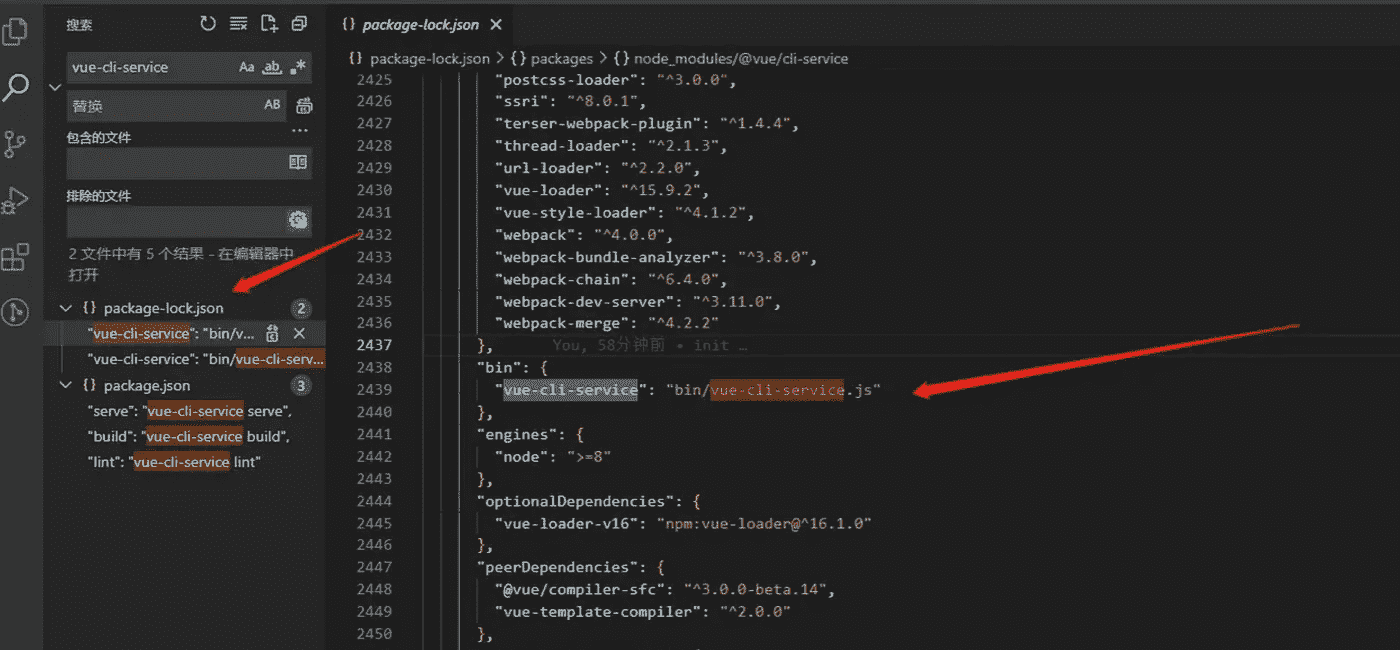 搜索
vue-cli-service Aa ab .*
替换 AB
包含的文件
排除的文件
2 文件中有 5 个结果 - 在编辑器中
打开
{} package-lock.json 2
"vue-cli-service": "bin/v...
"vue-cli-service": "bin/vue-cli-serv...
{} package.json 3
"serve": "vue-cli-service serve",
"build": "vue-cli-service build",
"lint": "vue-cli-service lint"
{} package-lock.json
{} package-lock.json > {} packages > {} node_modules/@vue/cli-service
2425 "postcss-loader": "^3.0.0",
2426 "ssri": "^8.0.1",
2427 "terser-webpack-plugin": "^1.4.4",
2428 "thread-loader": "^2.1.3",
2429 "url-loader": "^2.2.0",
2430 "vue-loader": "^15.9.2",
2431 "vue-style-loader": "^4.1.2",
2432 "webpack": "^4.0.0",
2433 "webpack-bundle-analyzer": "^3.8.0",
2434 "webpack-chain": "^6.4.0",
2435 "webpack-dev-server": "^3.11.0",
2436 "webpack-merge": "^4.2.2"
2437 }, You, 58分钟前 • init …
2438 "bin": {
2439 "vue-cli-service": "bin/vue-cli-service.js"
2440 },
2441 "engines": {
2442 "node": ">=8"
2443 },
2444 "optionalDependencies": {
2445 "vue-loader-v16": "npm:vue-loader@^16.1.0"
2446 },
2447 "peerDependencies": {
2448 "@vue/compiler-sfc": "^3.0.0-beta.14",
2449 "vue-template-compiler": "^2.0.0"
2450 },